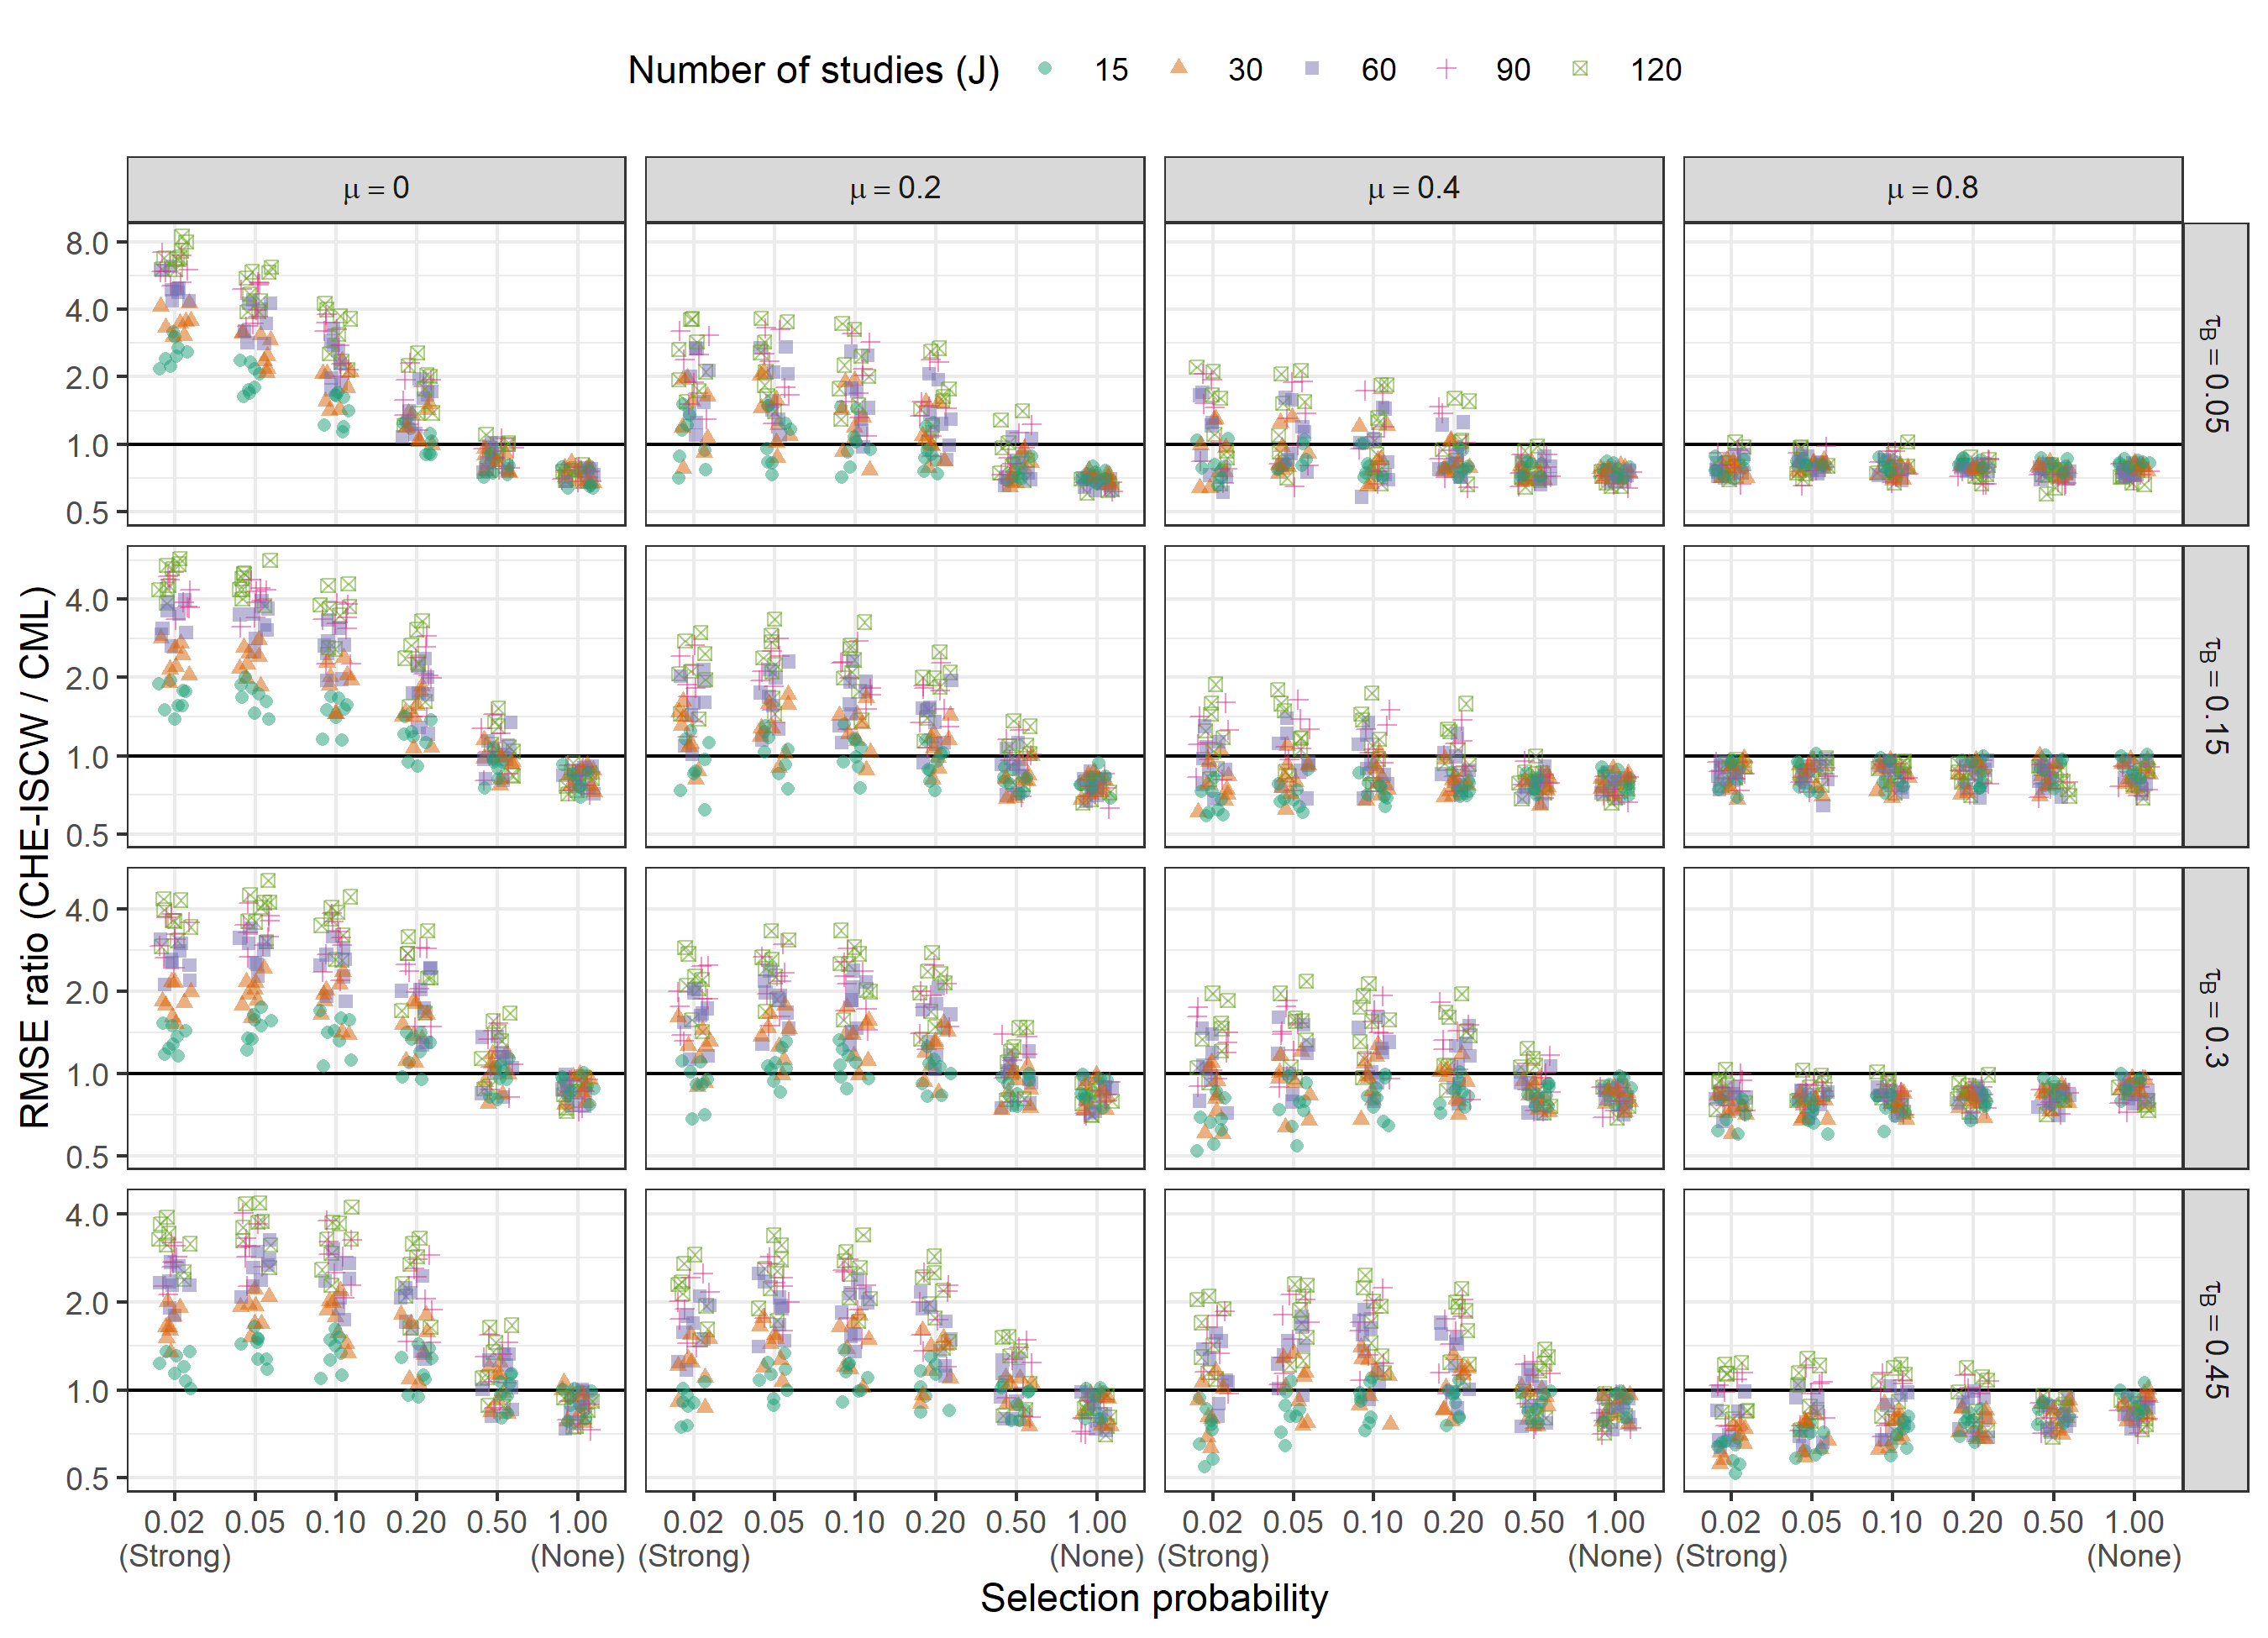 Number of studies (J) 15 30 60 90 120
μ = 0 μ = 0.2 μ = 0.4 μ = 0.8
8.0
4.0
2.0
1.0
0.5
τB = 0.05
4.0
2.0
1.0
0.5
τB = 0.15
4.0
2.0
1.0
0.5
τB = 0.3
4.0
2.0
1.0
0.5
τB = 0.45
RMSE ratio (CHE-ISCW / CML)
0.02 0.05 0.10 0.20 0.50 1.00 0.02 0.05 0.10 0.20 0.50 1.00 0.02 0.05 0.10 0.20 0.50 1.00 0.02 0.05 0.10 0.20 0.50 1.00
(Strong) (None) (Strong) (None) (Strong) (None) (Strong) (None)
Selection probability